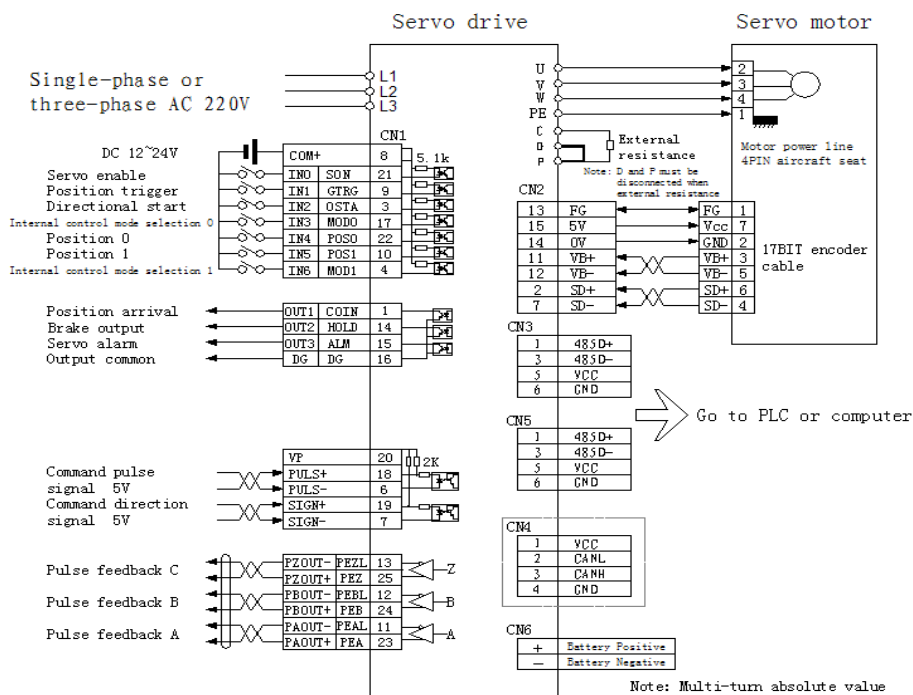 Servo drive
Servo motor
Single-phase or
three-phase AC 220V
L1
L2
L3
U
V
W
PE
C
D
P
2
3
4
1
Motor power line
4PIN aircraft seat
External
resistance
Note: D and P must be
disconnected when
external resistance
CN1
DC 12~24V
COM+ 8
5.1k
Servo enable IN0 SON 21
Position trigger IN1 GTRG 9
Directional start IN2 OSTA 3
Internal control mode selection 0 IN3 MOD0 17
Position 0 IN4 POS0 22
Position 1 IN5 POS1 10
Internal control mode selection 1 IN6 MOD1 4
Position arrival OUT1 COIN 1
Brake output OUT2 HOLD 14
Servo alarm OUT3 ALM 15
Output common DG DG 16
VP 20
2K
Command pulse
signal 5V
PULS+ 18
PULS- 6
Command direction
signal 5V
SIGN+ 19
SIGN- 7
Pulse feedback C
PZOUT- PEZL 13
PZOUT+ PEZ 25
Z
Pulse feedback B
PBOUT- PEBL 12
PBOUT+ PEB 24
B
Pulse feedback A
PAOUT- PEAL 11
PAOUT+ PEA 23
A
CN2
13 FG FG 1
15 5V Vcc 7
14 0V GND 2
11 VB+ VB+ 3
12 VB- VB- 5
2 SD+ SD+ 6
7 SD- SD- 4
17BIT encoder
cable
CN3
1 485D+
3 485D-
5 VCC
6 GND
Go to PLC or computer
CN5
1 485D+
3 485D-
5 VCC
6 GND
CN4
1 VCC
2 CANL
3 CANH
4 GND
CN6
+ Battery Positive
- Battery Negative
Note: Multi-turn absolute value